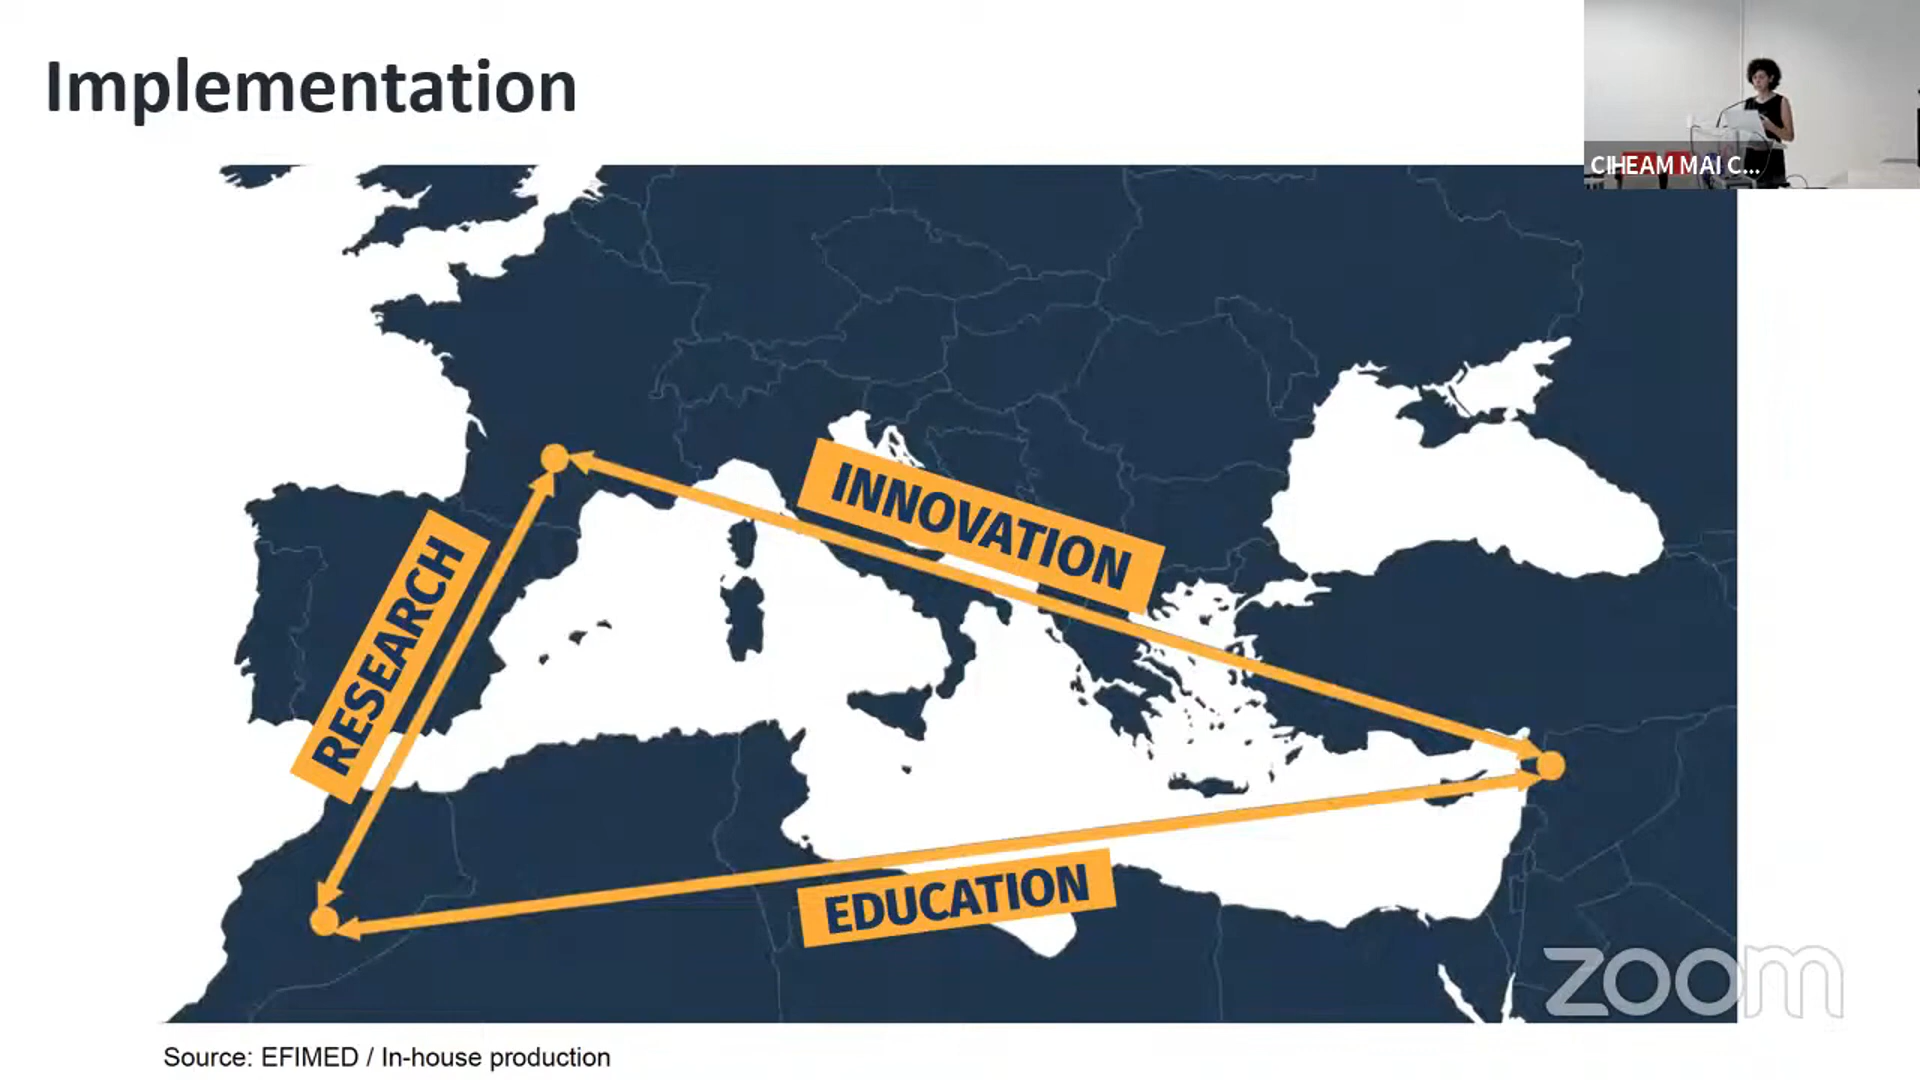 Implementation
CIHEAM MAI C...
INNOVATION
RESEARCH
EDUCATION
zoom
Source: EFIMED / In-house production